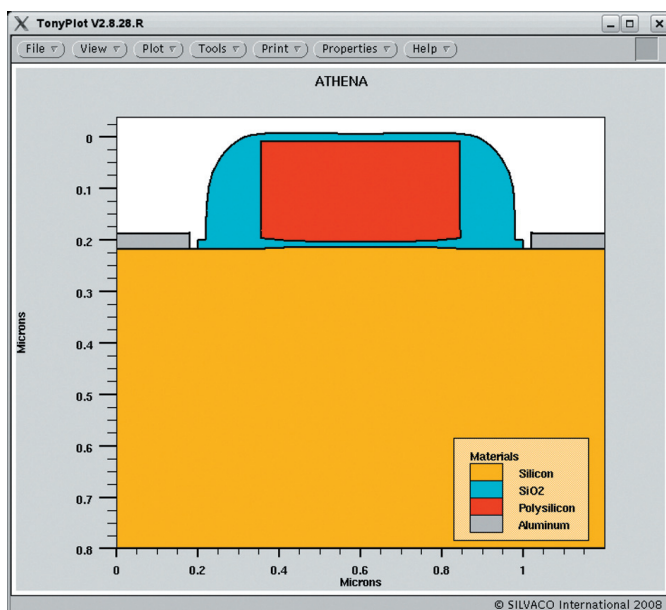 TonyPlot V2.8.28.R
File View Plot Tools Print Properties Help
ATHENA
0
0.1
0.2
0.3
0.4
0.5
0.6
0.7
0.8
Microns
0 0.2 0.4 0.6 0.8 1
Microns
Materials
Silicon
SiO2
Polysilicon
Aluminum
© SILVACO International 2008